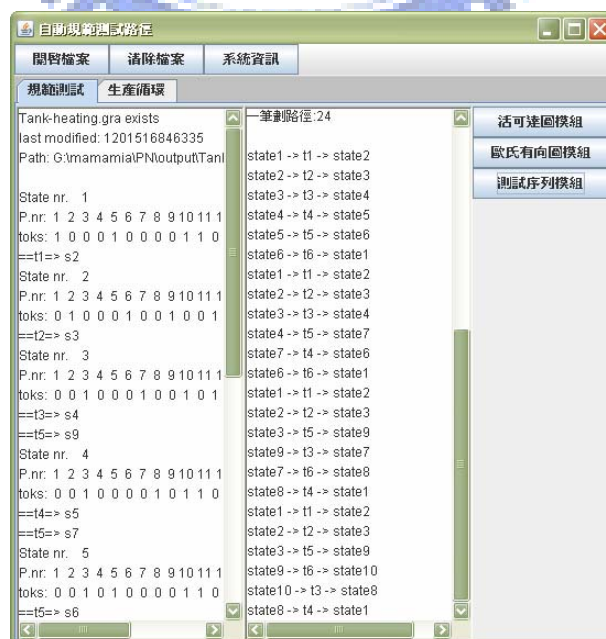 自動規範測試路徑
開啓檔案
清除檔案
系統資訊
規範測試
生產循環
Tank-heating.gra exists
last modified: 1201516846335
Path: G:\mamamia\PN\output\Tan
State nr. 1
P.nr: 1 2 3 4 5 6 7 8 9 10 11 1
toks: 1 0 0 0 1 0 0 0 0 1 1 0
==t1=> s2
State nr. 2
P.nr: 1 2 3 4 5 6 7 8 9 10 11 1
toks: 0 1 0 0 0 1 0 0 1 0 0 1
==t2=> s3
State nr. 3
P.nr: 1 2 3 4 5 6 7 8 9 10 11 1
toks: 0 0 1 0 0 0 1 0 0 1 0 1
==t3=> s4
==t5=> s9
State nr. 4
P.nr: 1 2 3 4 5 6 7 8 9 10 11 1
toks: 0 0 1 0 0 0 0 1 0 1 1 0
==t4=> s5
==t5=> s7
State nr. 5
P.nr: 1 2 3 4 5 6 7 8 9 10 11 1
toks: 0 0 1 0 1 0 0 0 0 1 1 0
==t5=> s6
一筆劃路徑:24
state1 -> t1 -> state2
state2 -> t2 -> state3
state3 -> t3 -> state4
state4 -> t4 -> state5
state5 -> t5 -> state6
state6 -> t6 -> state1
state1 -> t1 -> state2
state2 -> t2 -> state3
state3 -> t3 -> state4
state4 -> t5 -> state7
state7 -> t4 -> state6
state6 -> t6 -> state1
state1 -> t1 -> state2
state2 -> t2 -> state3
state3 -> t5 -> state9
state9 -> t3 -> state7
state7 -> t6 -> state8
state8 -> t4 -> state1
state1 -> t1 -> state2
state2 -> t2 -> state3
state3 -> t5 -> state9
state9 -> t6 -> state10
state10 -> t3 -> state8
state8 -> t4 -> state1
活可達圖模組
歐氏有向圖模組
測試序列模組